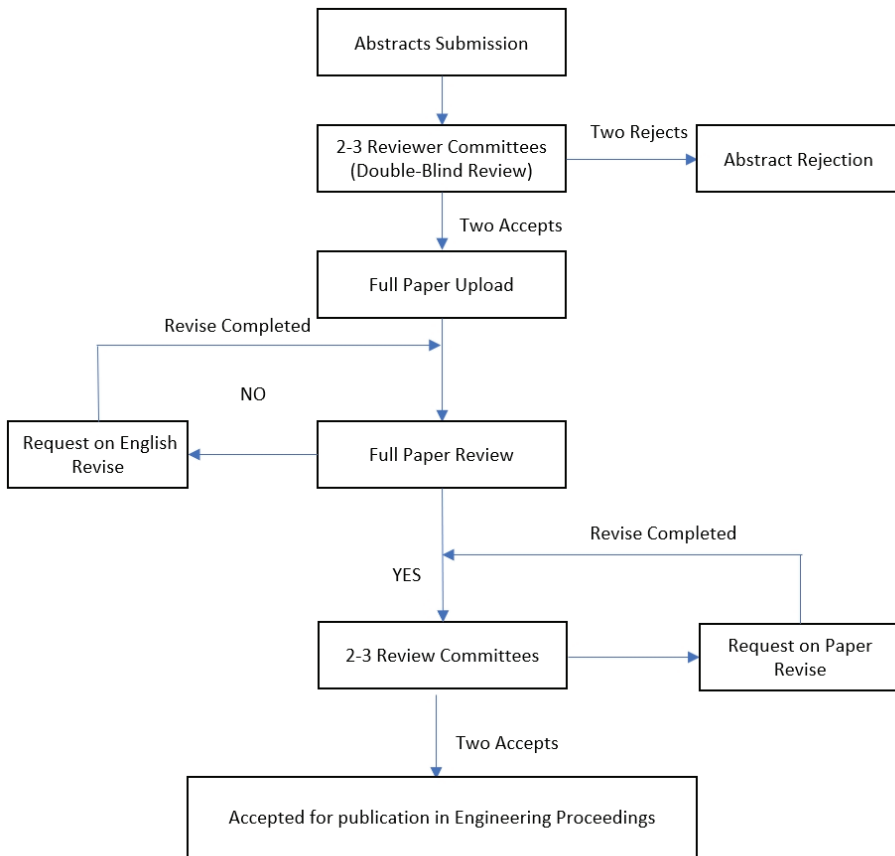 Abstracts Submission
2-3 Reviewer Committees
(Double-Blind Review)
Two Rejects
Abstract Rejection
Two Accepts
Full Paper Upload
Revise Completed
NO
Request on English
Revise
Full Paper Review
Revise Completed
YES
2-3 Review Committees
Request on Paper
Revise
Two Accepts
Accepted for publication in Engineering Proceedings